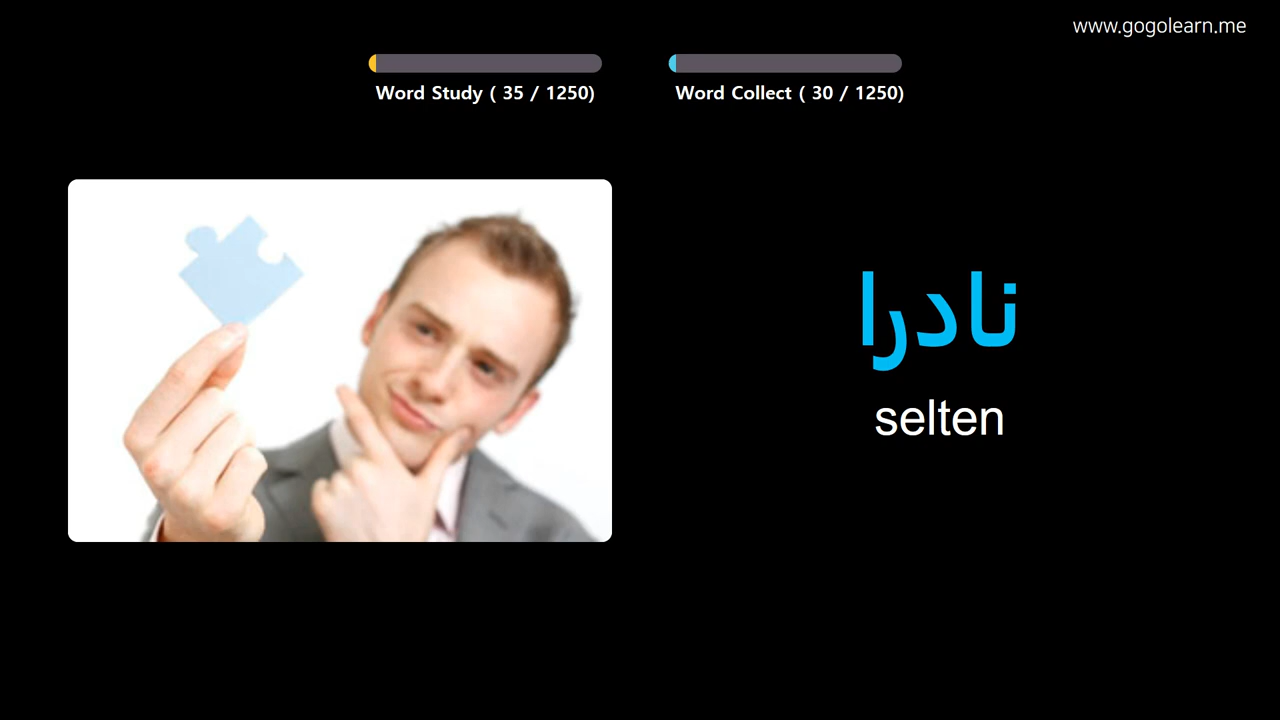 www.gogolearn.me
Word Study ( 35 / 1250)
Word Collect ( 30 / 1250)
نادرا
selten